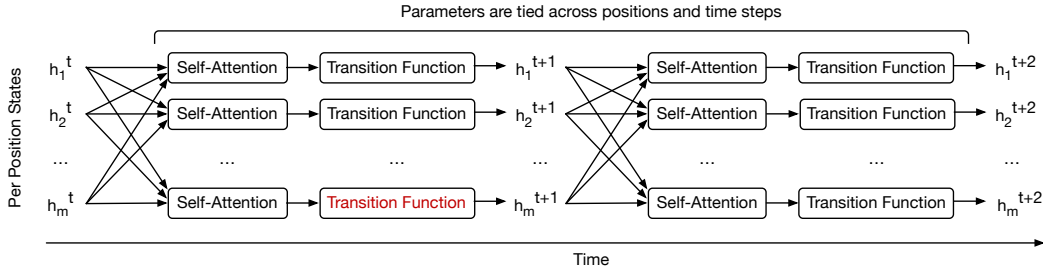 Parameters are tied across positions and time steps
Per Position States
h₁ᵗ Self-Attention Transition Function h₁ᵗ⁺¹ Self-Attention Transition Function h₁ᵗ⁺²
h₂ᵗ Self-Attention Transition Function h₂ᵗ⁺¹ Self-Attention Transition Function h₂ᵗ⁺²
... ... ... ... ... ... ...
hₘᵗ Self-Attention Transition Function hₘᵗ⁺¹ Self-Attention Transition Function hₘᵗ⁺²
Time